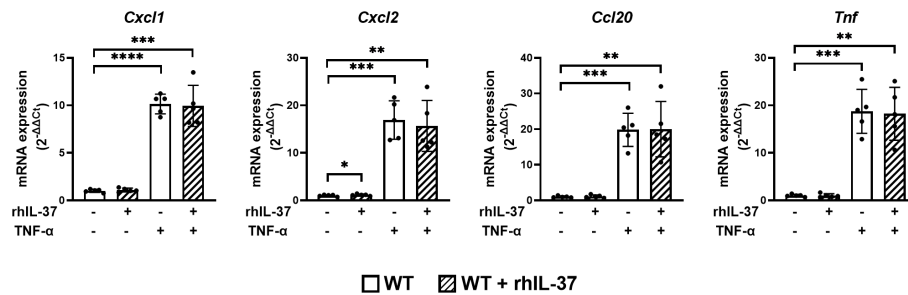 Cxcl1
***
****
15
10
5
0
mRNA expression
(2-ΔΔCt)
rhIL-37 - + - +
TNF-α - - + +
Cxcl2
**
***
*
30
20
10
0
mRNA expression
(2-ΔΔCt)
rhIL-37 - + - +
TNF-α - - + +
Ccl20
**
***
40
30
20
10
0
mRNA expression
(2-ΔΔCt)
rhIL-37 - + - +
TNF-α - - + +
Tnf
**
***
30
20
10
0
mRNA expression
(2-ΔΔCt)
rhIL-37 - + - +
TNF-α - - + +
WT WT + rhIL-37